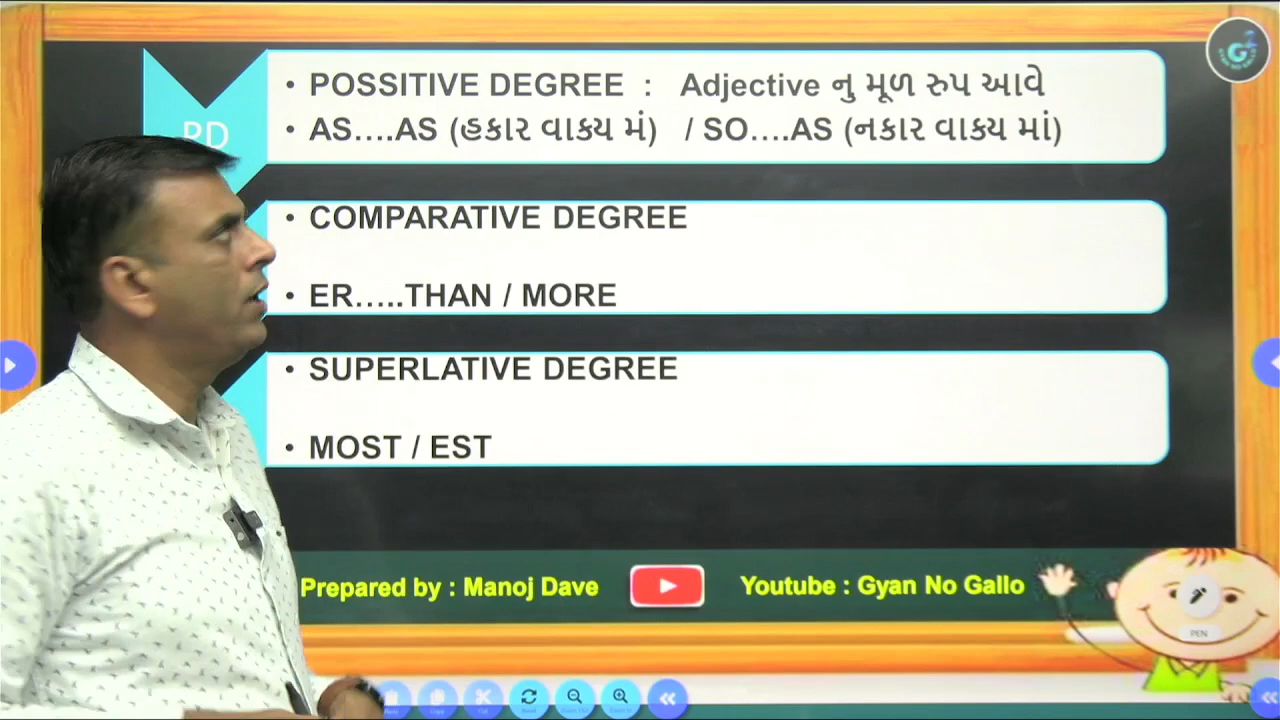 POSSITIVE DEGREE : Adjective નુ મૂળ રુપ આવે
AS....AS (હકાર વાક્ય મં) / SO....AS (નકાર વાક્ય માં)
PD
COMPARATIVE DEGREE
ER.....THAN / MORE
SUPERLATIVE DEGREE
MOST / EST
Prepared by : Manoj Dave
Youtube : Gyan No Gallo
PEN